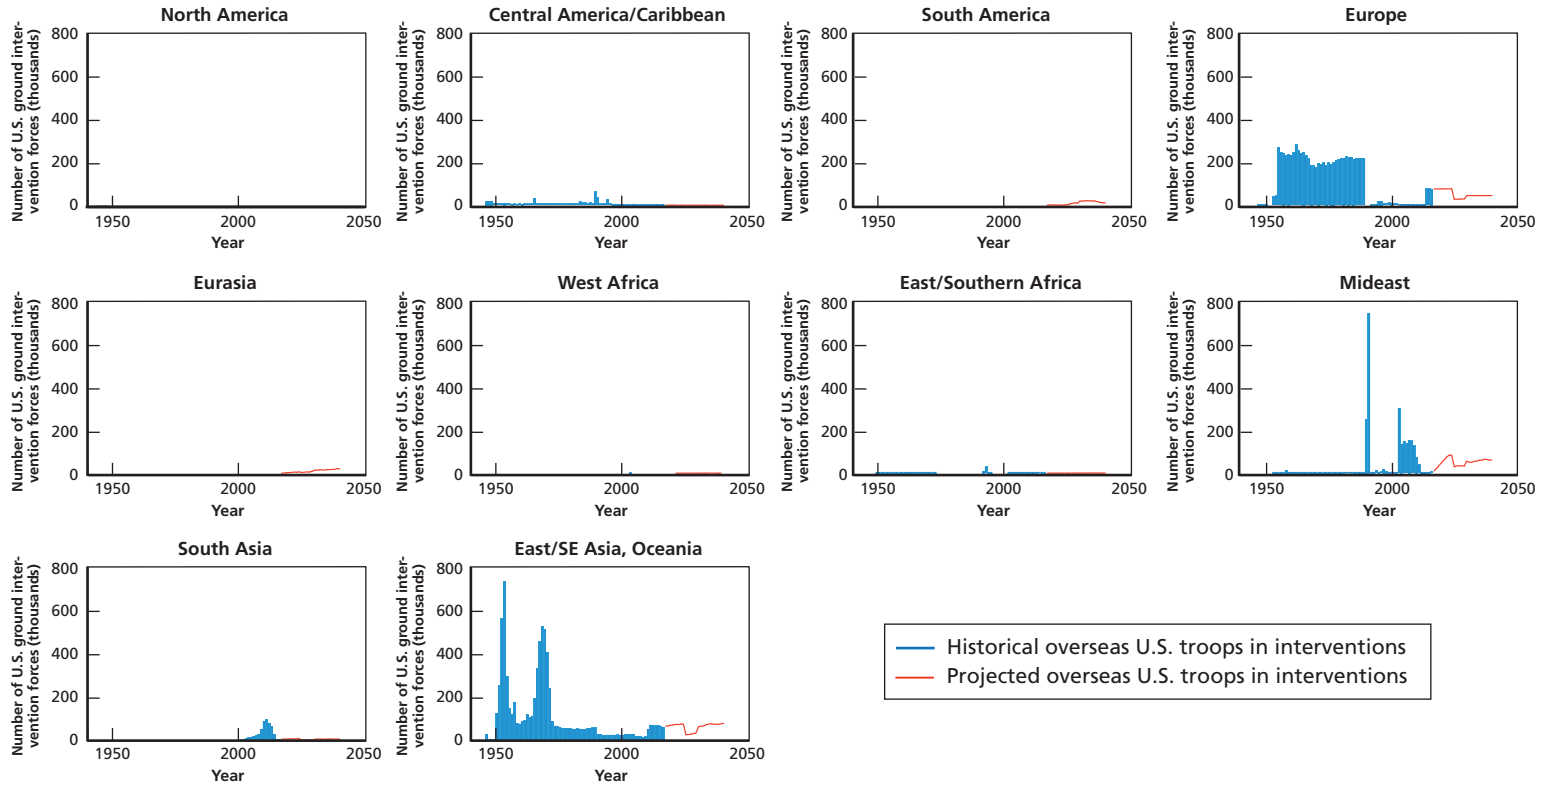 North America
Number of U.S. ground inter-
vention forces (thousands)
800
600
400
200
0
1950 2000 2050
Year
Central America/Caribbean
Number of U.S. ground inter-
vention forces (thousands)
800
600
400
200
0
1950 2000 2050
Year
South America
Number of U.S. ground inter-
vention forces (thousands)
800
600
400
200
0
1950 2000 2050
Year
Europe
Number of U.S. ground inter-
vention forces (thousands)
800
600
400
200
0
1950 2000 2050
Year
Eurasia
Number of U.S. ground inter-
vention forces (thousands)
800
600
400
200
0
1950 2000 2050
Year
West Africa
Number of U.S. ground inter-
vention forces (thousands)
800
600
400
200
0
1950 2000 2050
Year
East/Southern Africa
Number of U.S. ground inter-
vention forces (thousands)
800
600
400
200
0
1950 2000 2050
Year
Mideast
Number of U.S. ground inter-
vention forces (thousands)
800
600
400
200
0
1950 2000 2050
Year
South Asia
Number of U.S. ground inter-
vention forces (thousands)
800
600
400
200
0
1950 2000 2050
Year
East/SE Asia, Oceania
Number of U.S. ground inter-
vention forces (thousands)
800
600
400
200
0
1950 2000 2050
Year
Historical overseas U.S. troops in interventions
Projected overseas U.S. troops in interventions